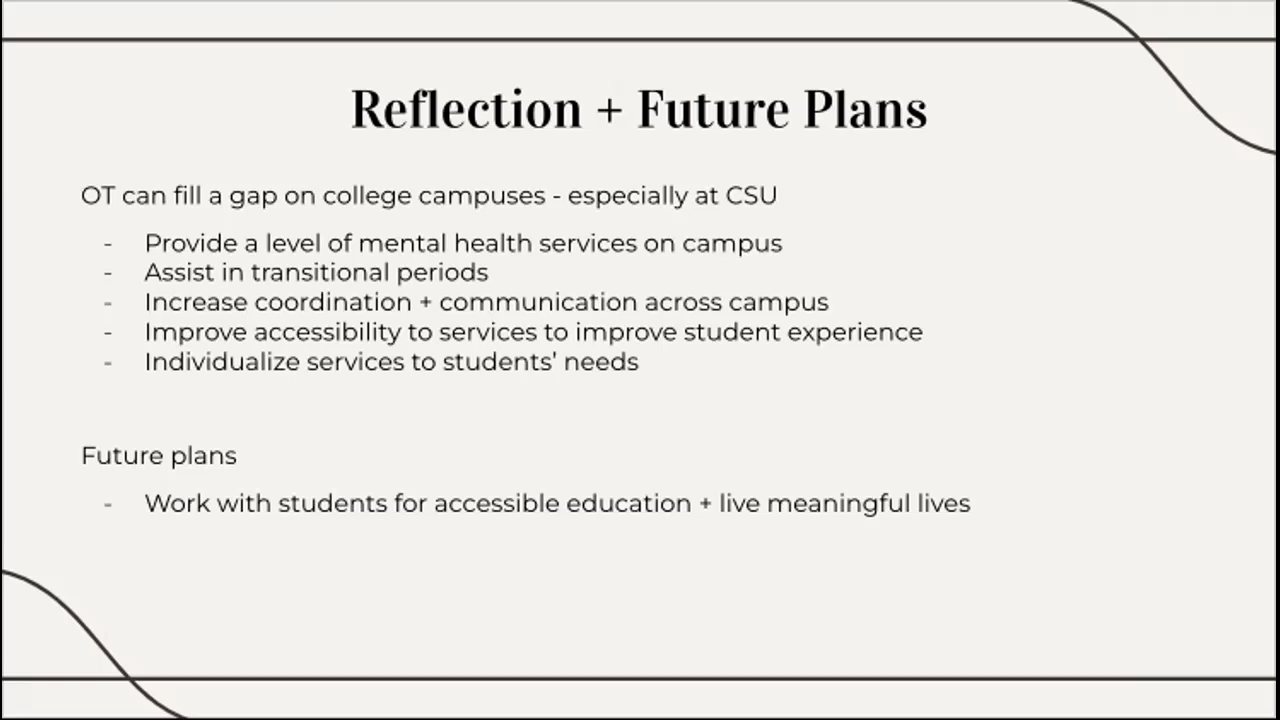 Reflection + Future Plans
OT can fill a gap on college campuses - especially at CSU
- Provide a level of mental health services on campus
- Assist in transitional periods
- Increase coordination + communication across campus
- Improve accessibility to services to improve student experience
- Individualize services to students' needs
Future plans
- Work with students for accessible education + live meaningful lives